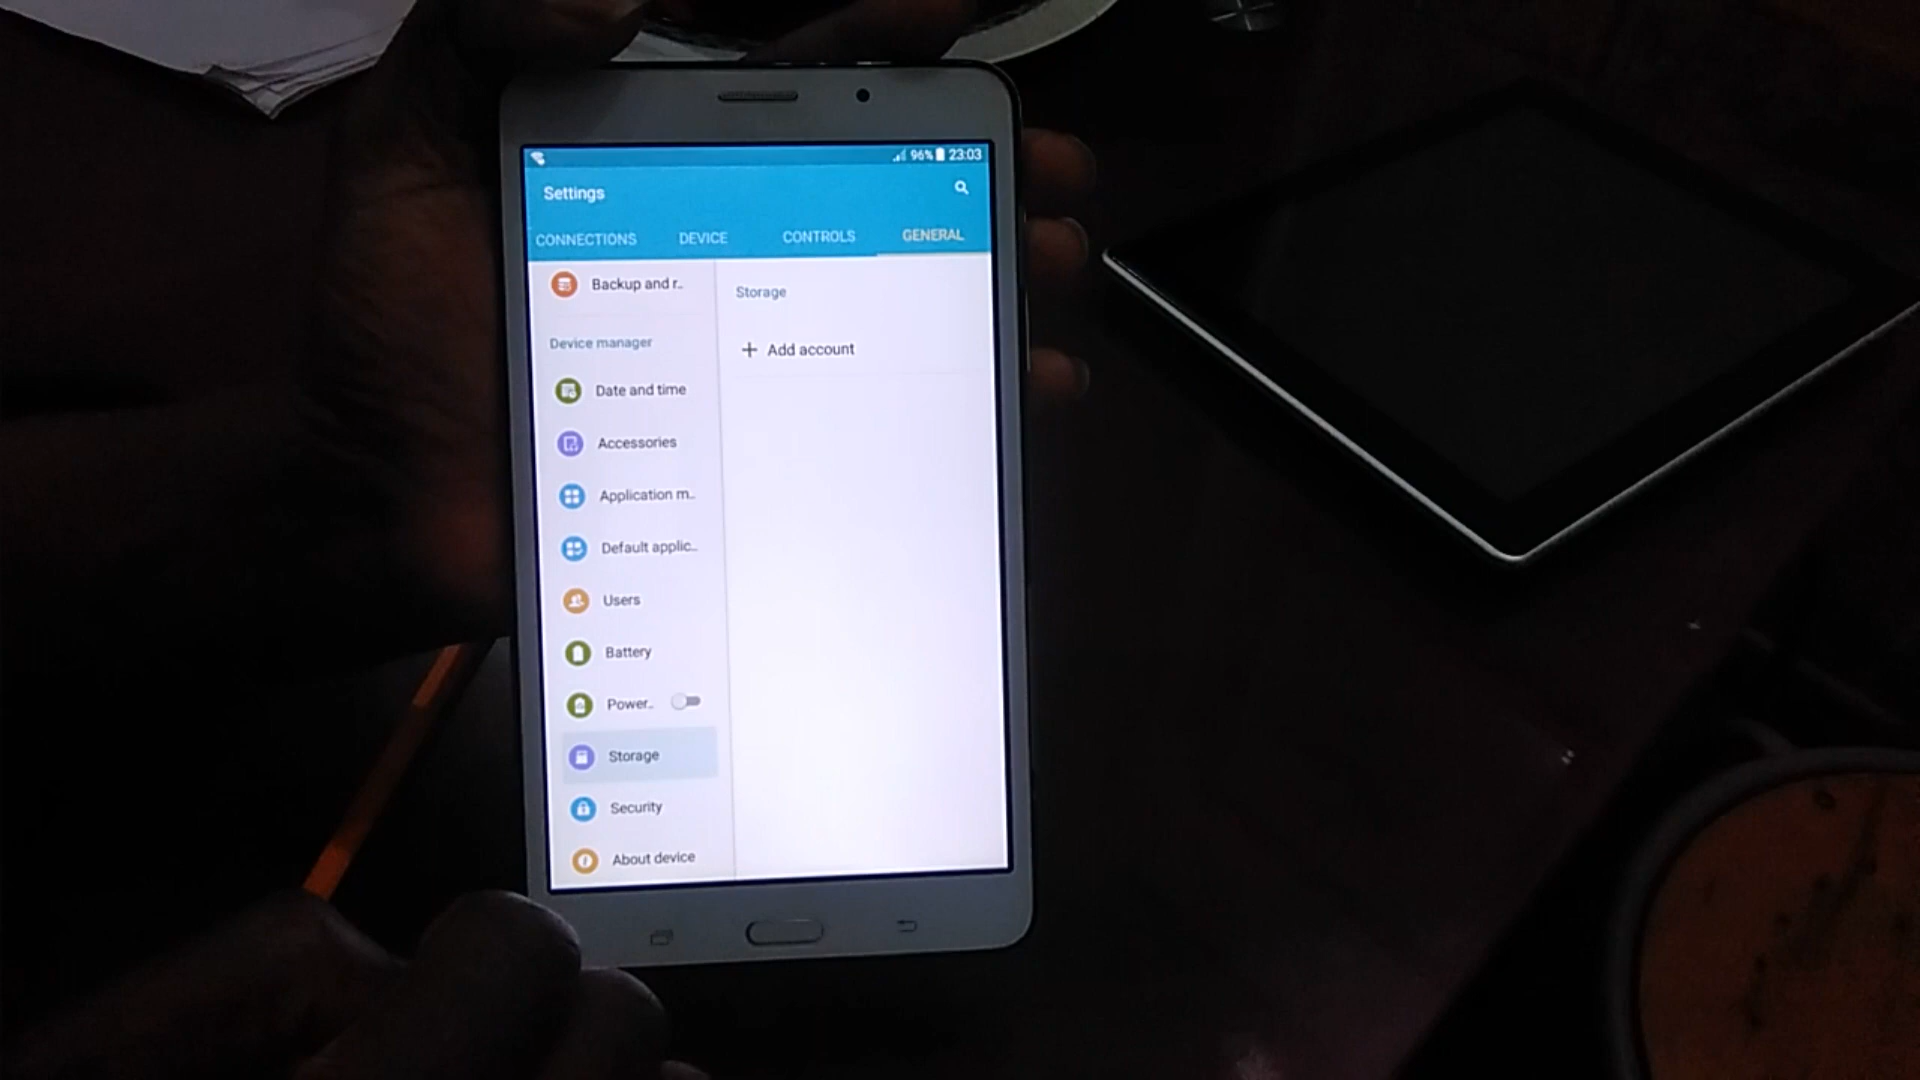 96% 23:03
Settings
CONNECTIONS DEVICE CONTROLS GENERAL
Backup and r..
Storage
Device manager
+ Add account
Date and time
Accessories
Application m..
Default applic..
Users
Battery
Power..
Storage
Security
About device